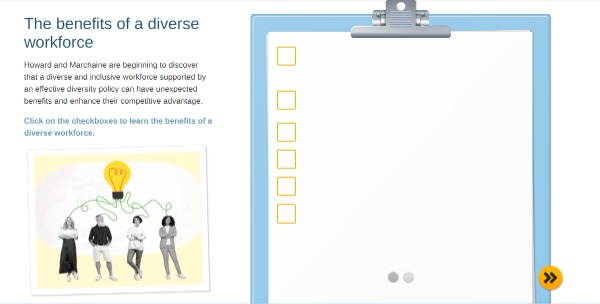 The benefits of a diverse
workforce
Howard and Marchaine are beginning to discover
that a diverse and inclusive workforce supported by
an effective diversity policy can have unexpected
benefits and enhance their competitive advantage.
Click on the checkboxes to learn the benefits of a
diverse workforce.